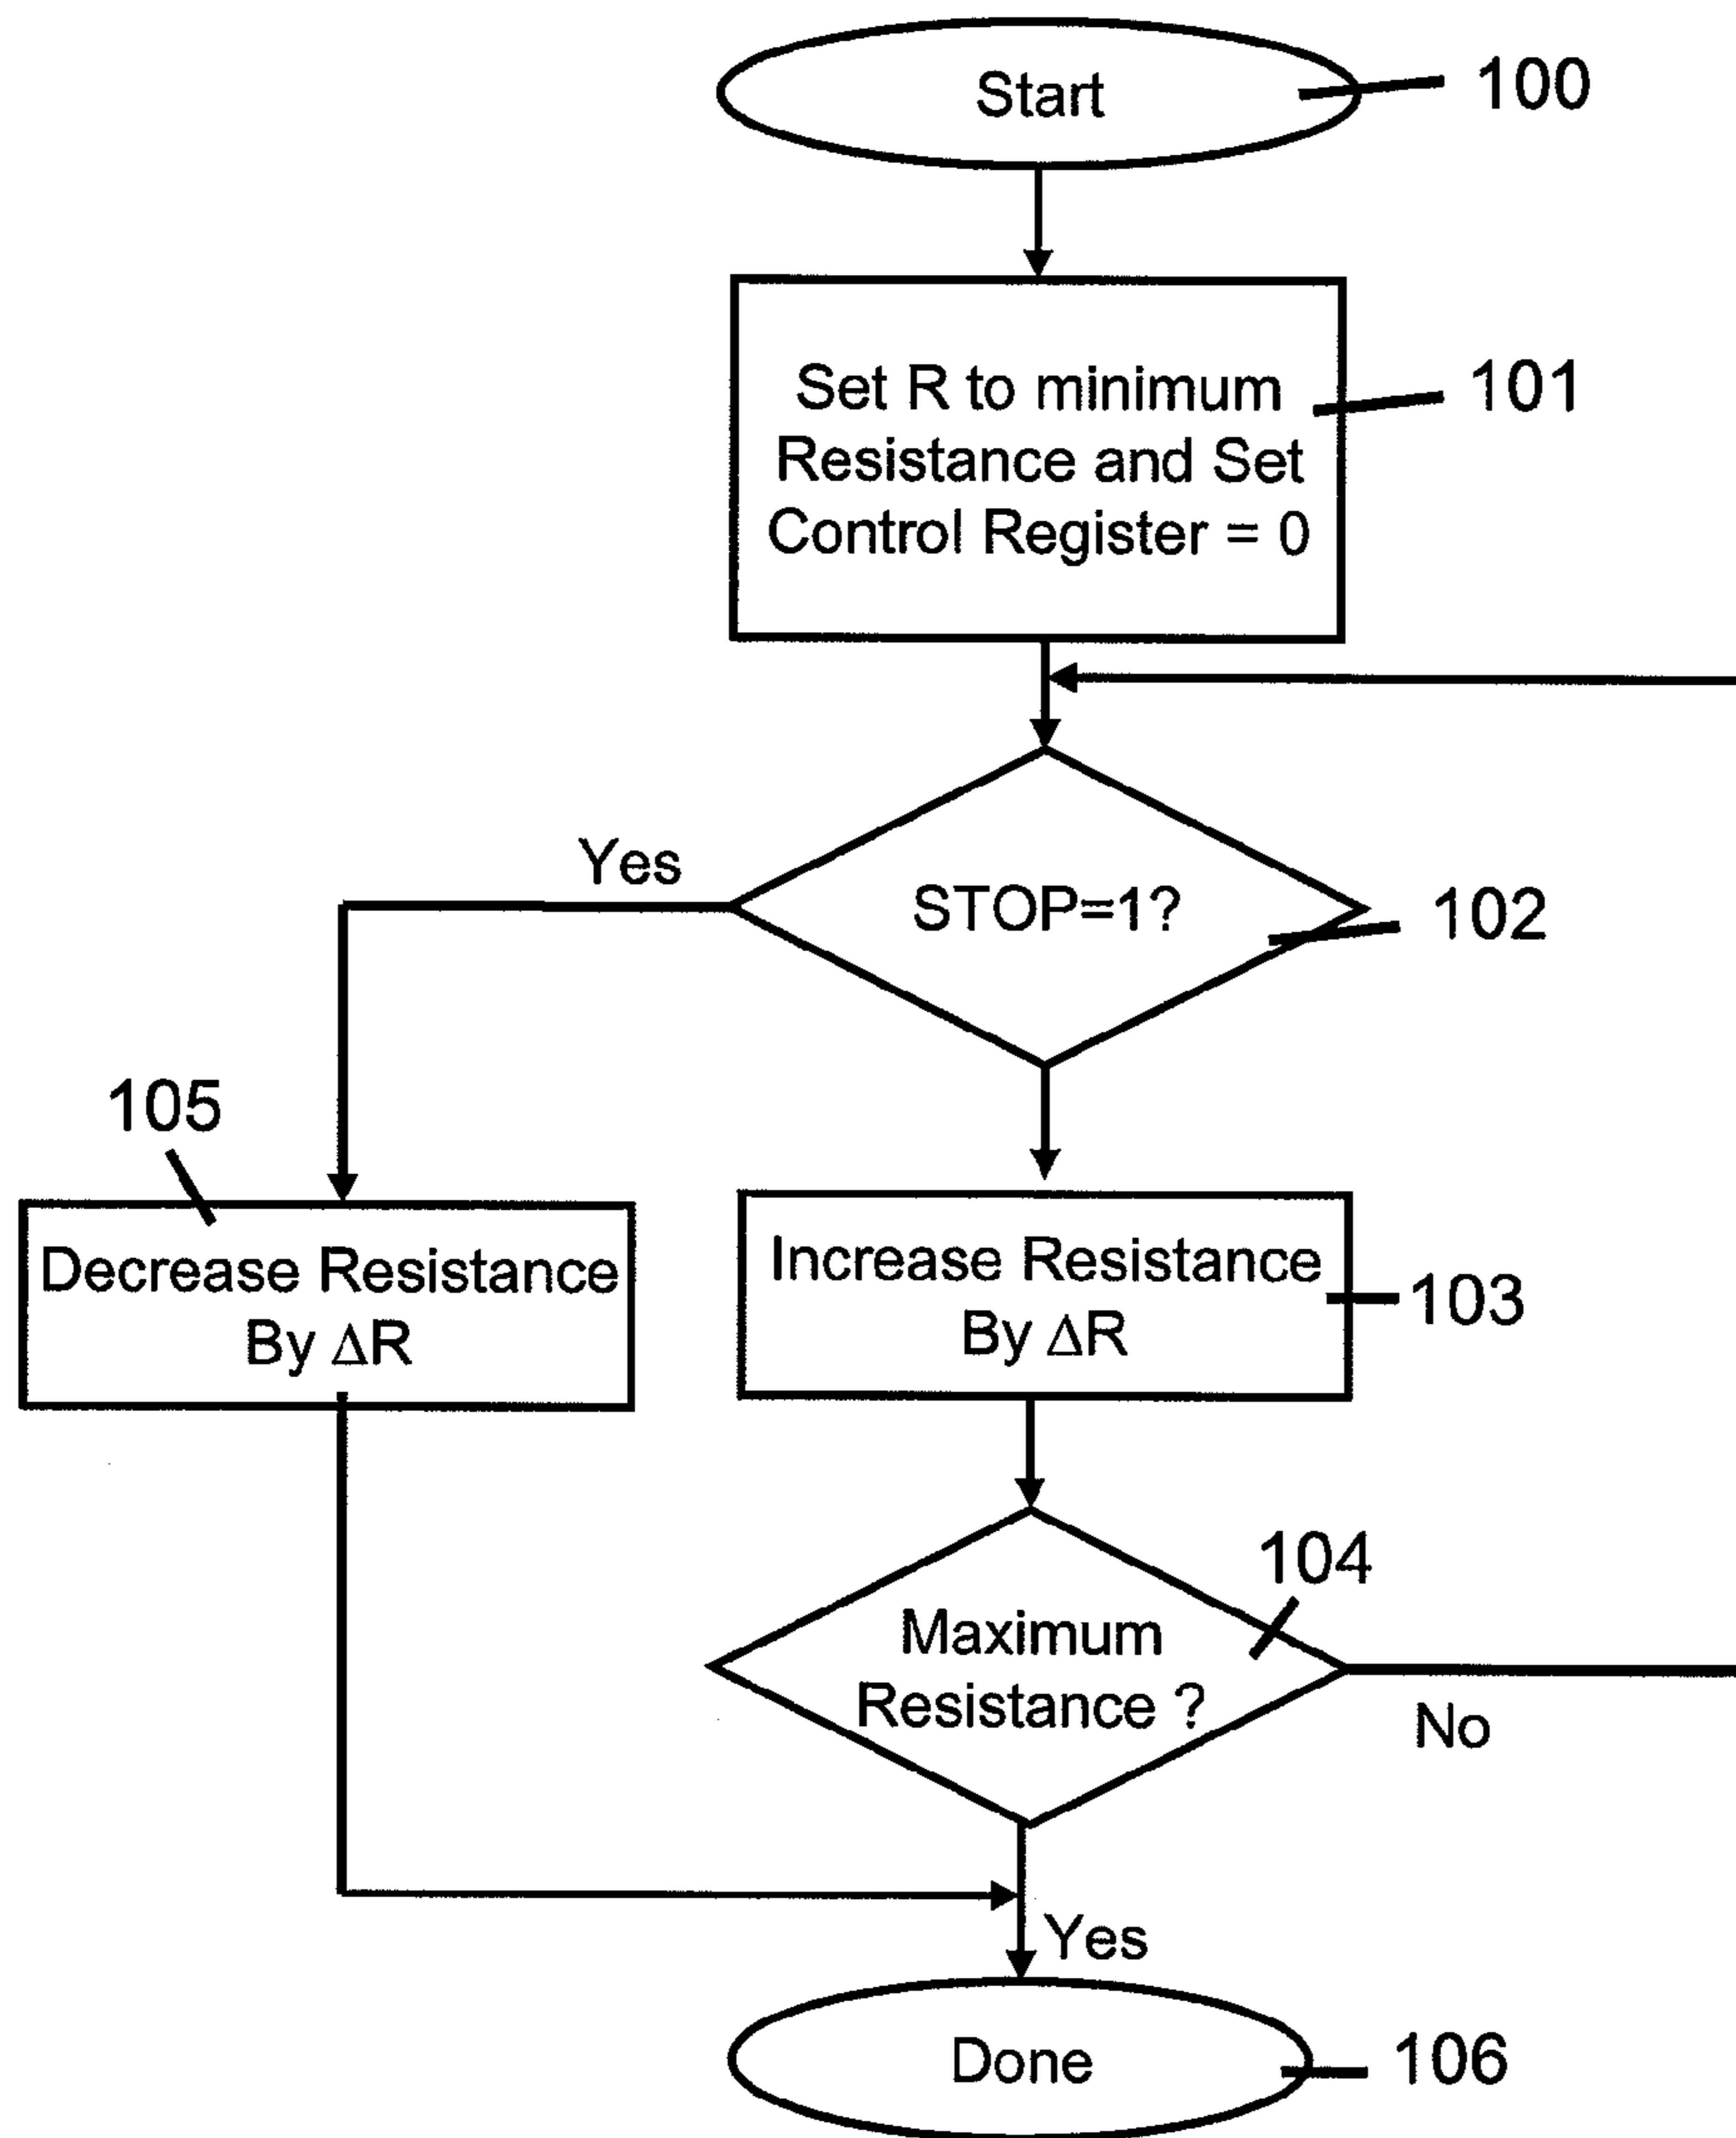 Start
100
Set R to minimum
Resistance and Set
Control Register = 0
101
Yes
STOP=1?
102
105
Decrease Resistance
By ΔR
Increase Resistance
By ΔR
103
104
Maximum
Resistance ?
No
Yes
Done
106